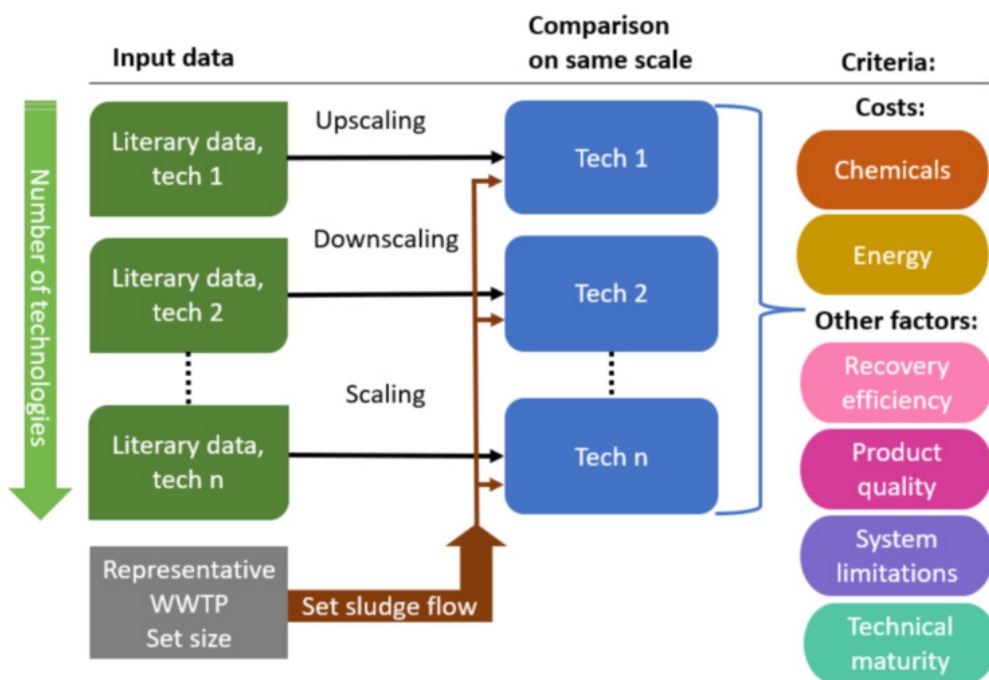 Input data
Comparison
on same scale
Criteria:
Number of technologies
Literary data,
tech 1
Upscaling
Tech 1
Literary data,
tech 2
Downscaling
Tech 2
Literary data,
tech n
Scaling
Tech n
Representative
WWTP
Set size
Set sludge flow
Costs:
Chemicals
Energy
Other factors:
Recovery
efficiency
Product
quality
System
limitations
Technical
maturity